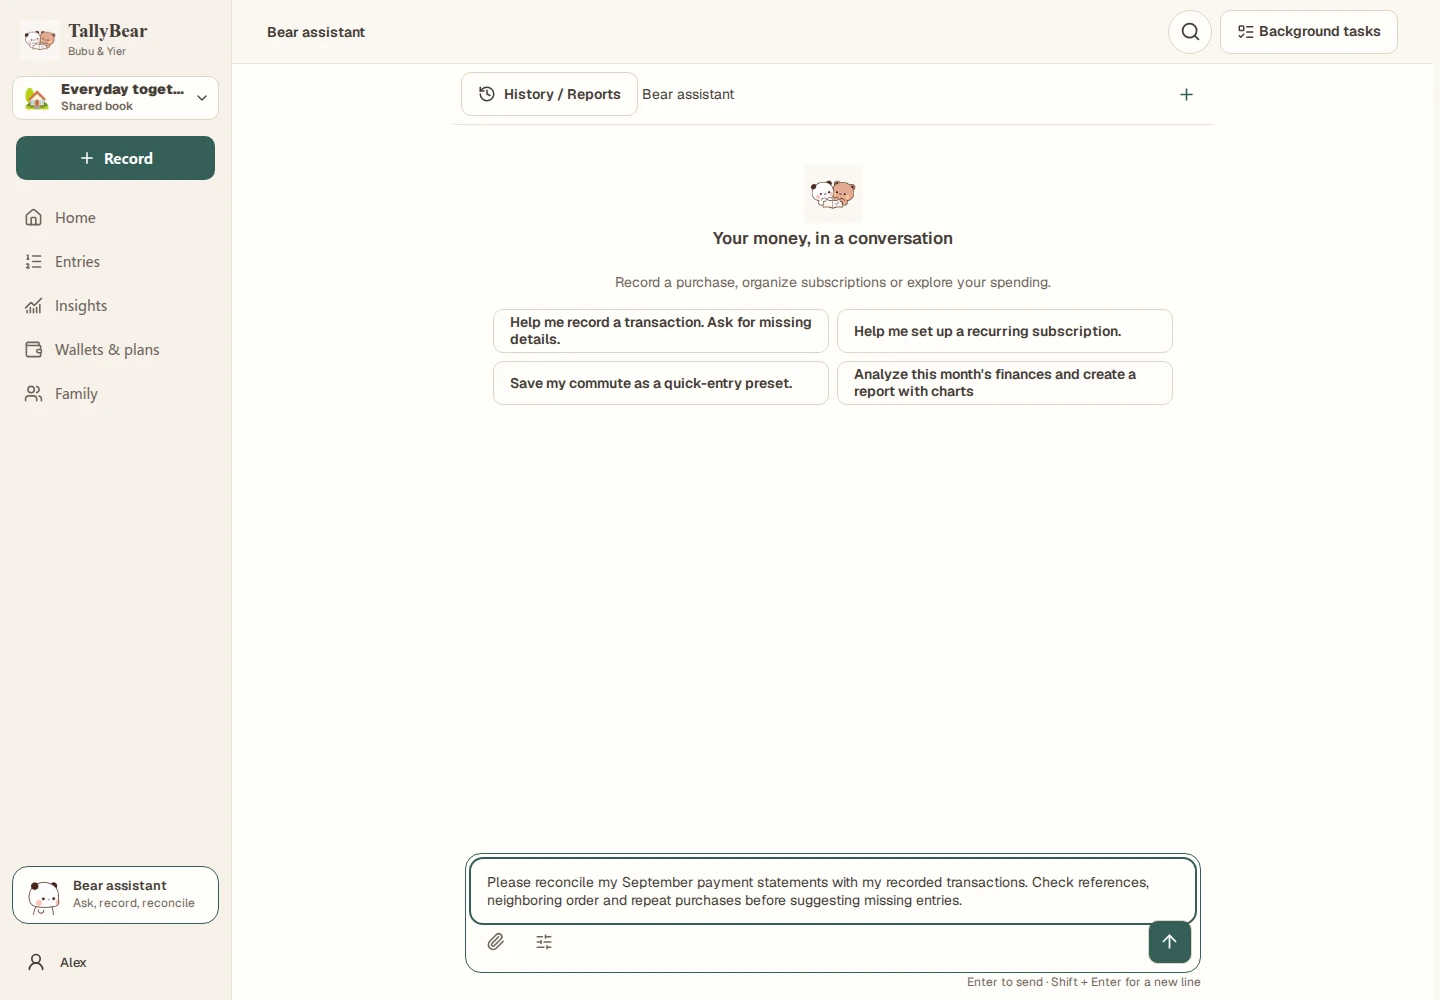 TallyBear
Bubu & Yier
Everyday toget...
Shared book
Record
Home
Entries
Insights
Wallets & plans
Family
Bear assistant
Ask, record, reconcile
Alex
Bear assistant
Background tasks
History / Reports
Bear assistant
Your money, in a conversation
Record a purchase, organize subscriptions or explore your spending.
Help me record a transaction. Ask for missing
details.
Help me set up a recurring subscription.
Save my commute as a quick-entry preset.
Analyze this month's finances and create a
report with charts
Please reconcile my September payment statements with my recorded transactions. Check references,
neighboring order and repeat purchases before suggesting missing entries.
Enter to send · Shift + Enter for a new line